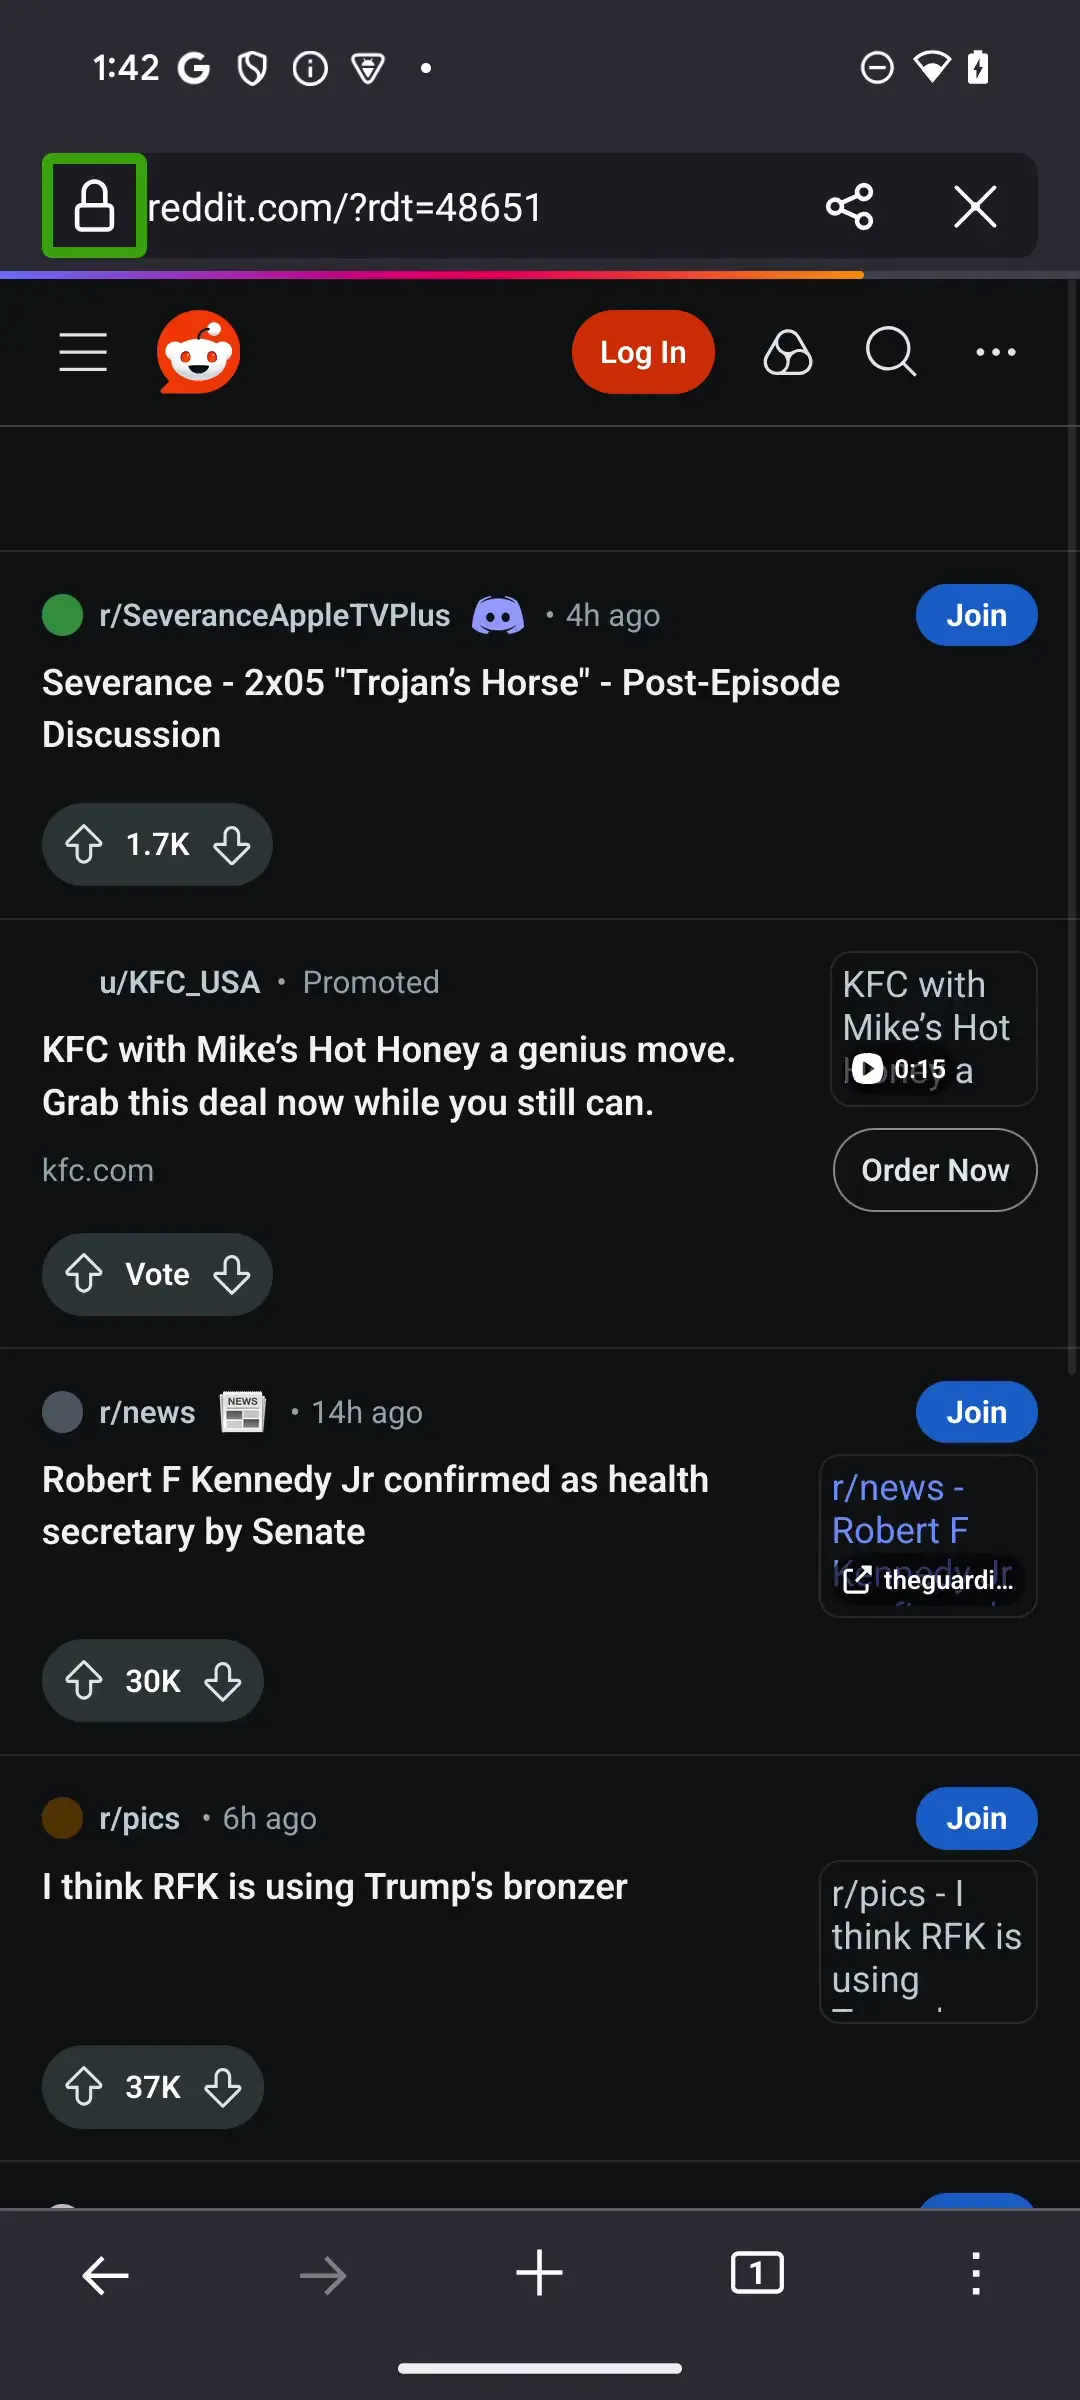 1:42
reddit.com/?rdt=48651
Log In
r/SeveranceAppleTVPlus • 4h ago
Join
Severance - 2x05 "Trojan’s Horse" - Post-Episode
Discussion
1.7K
u/KFC_USA • Promoted
KFC with Mike’s Hot Honey a genius move.
Grab this deal now while you still can.
kfc.com
KFC with
Mike’s Hot
Honey a
0:15
Order Now
Vote
r/news NEWS • 14h ago
Join
Robert F Kennedy Jr confirmed as health
secretary by Senate
r/news -
Robert F
Kennedy Jr
theguardi...
30K
r/pics • 6h ago
Join
I think RFK is using Trump's bronzer
r/pics - I
think RFK is
using
37K
1